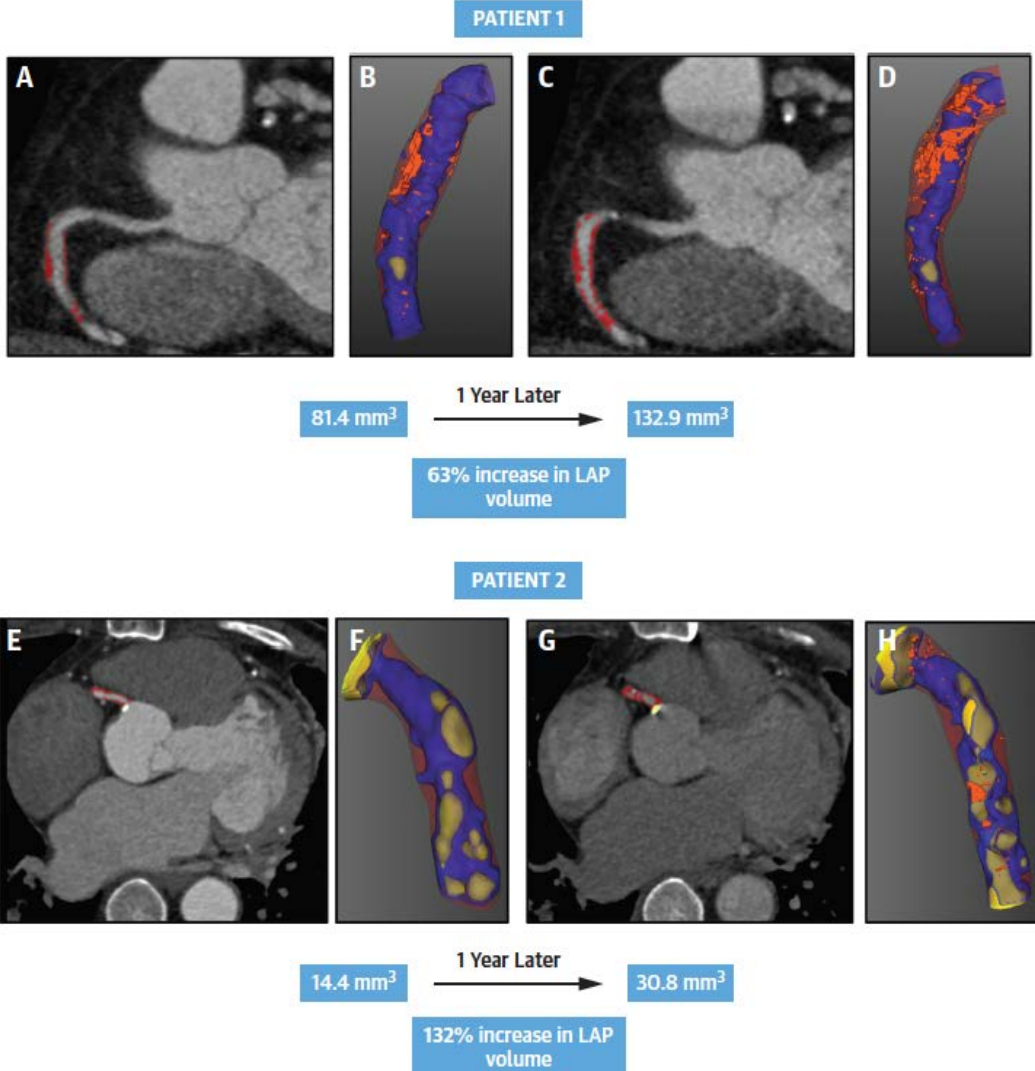 PATIENT 1
A
B
C
D
1 Year Later
81.4 mm³
132.9 mm³
63% increase in LAP
volume
PATIENT 2
E
F
G
H
1 Year Later
14.4 mm³
30.8 mm³
132% increase in LAP
volume